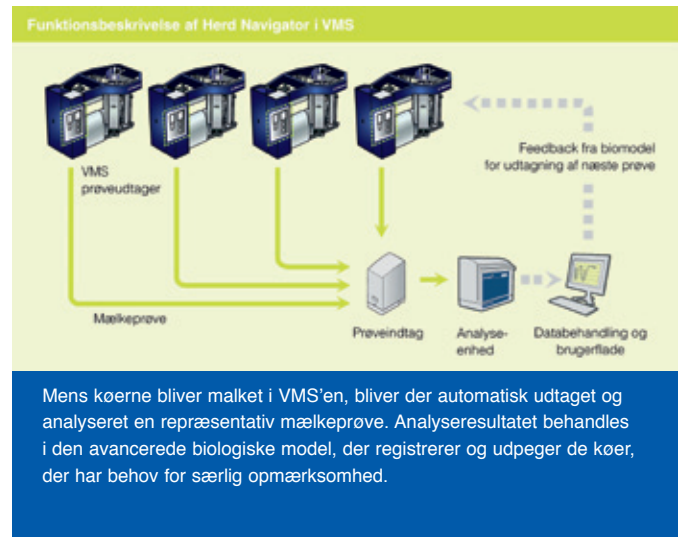 Funktionsbeskrivelse af Herd Navigator i VMS
Feedback fra biomodel
for udtagning af næste prøve
VMS
prøveudtager
Mælkeprøve
Prøveindtag
Analyse-
enhed
Databehandling og
brugerflade
Mens køerne bliver malket i VMS’en, bliver der automatisk udtaget og
analyseret en repræsentativ mælkeprøve. Analyseresultatet behandles
i den avancerede biologiske model, der registrerer og udpeger de køer,
der har behov for særlig opmærksomhed.